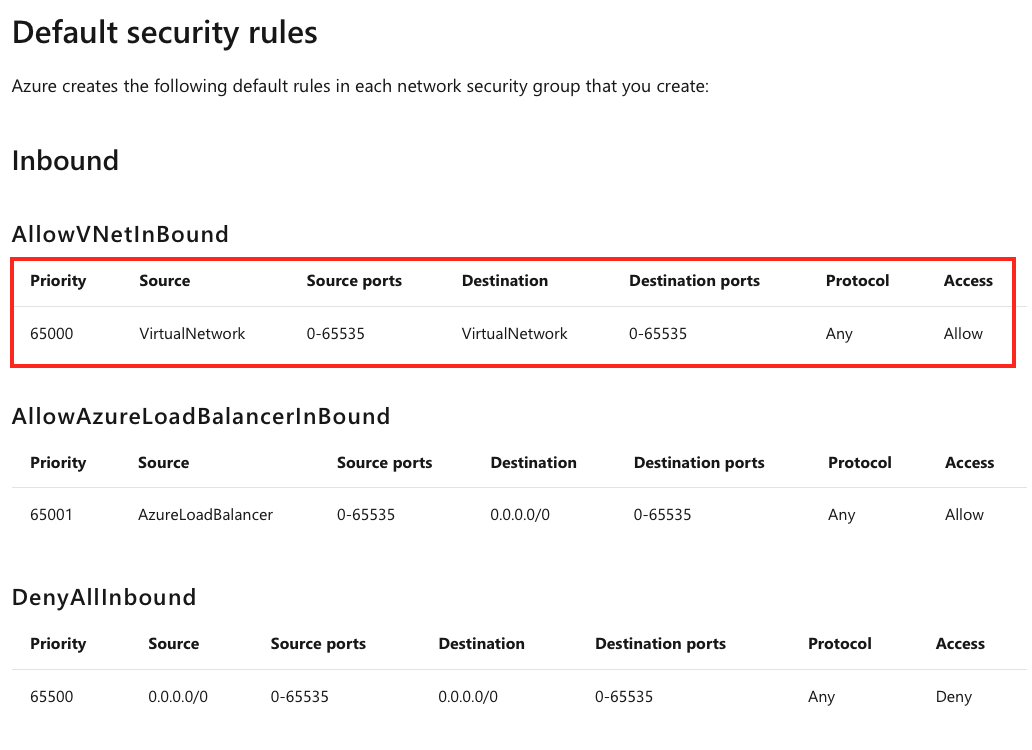 Default security rules
Azure creates the following default rules in each network security group that you create:
Inbound
AllowVNetInBound
Priority Source Source ports Destination Destination ports Protocol Access
65000 VirtualNetwork 0-65535 VirtualNetwork 0-65535 Any Allow
AllowAzureLoadBalancerInBound
Priority Source Source ports Destination Destination ports Protocol Access
65001 AzureLoadBalancer 0-65535 0.0.0.0/0 0-65535 Any Allow
DenyAllInbound
Priority Source Source ports Destination Destination ports Protocol Access
65500 0.0.0.0/0 0-65535 0.0.0.0/0 0-65535 Any Deny